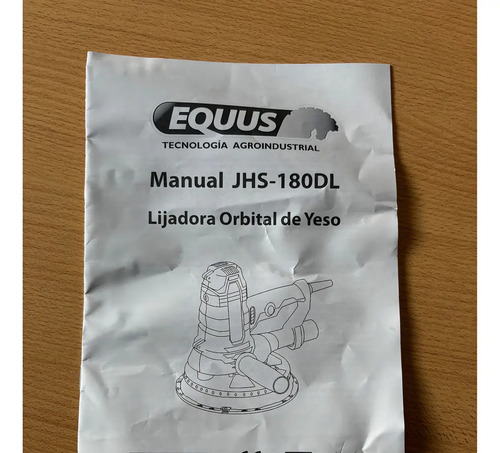 EQUUS
TECNOLOGÍA AGROINDUSTRIAL
Manual JHS-180DL
Lijadora Orbital de Yeso